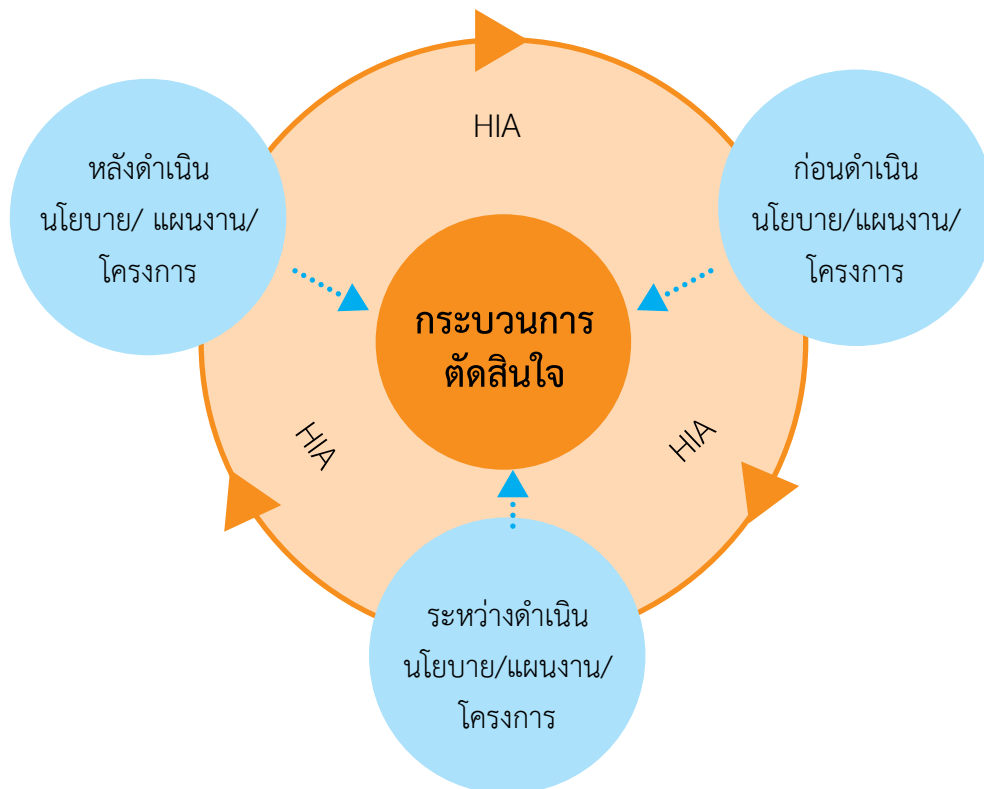 HIA
หลังดำเนิน
นโยบาย/ แผนงาน/
โครงการ
ก่อนดำเนิน
นโยบาย/แผนงาน/
โครงการ
กระบวนการ
ตัดสินใจ
HIA
HIA
ระหว่างดำเนิน
นโยบาย/แผนงาน/
โครงการ